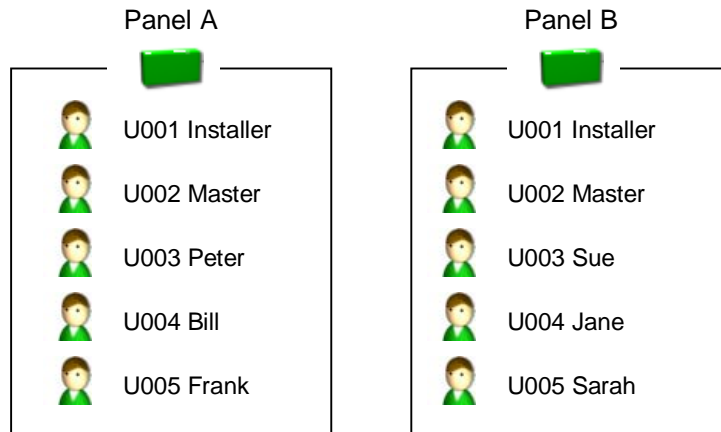 Panel A
U001 Installer
U002 Master
U003 Peter
U004 Bill
U005 Frank
Panel B
U001 Installer
U002 Master
U003 Sue
U004 Jane
U005 Sarah